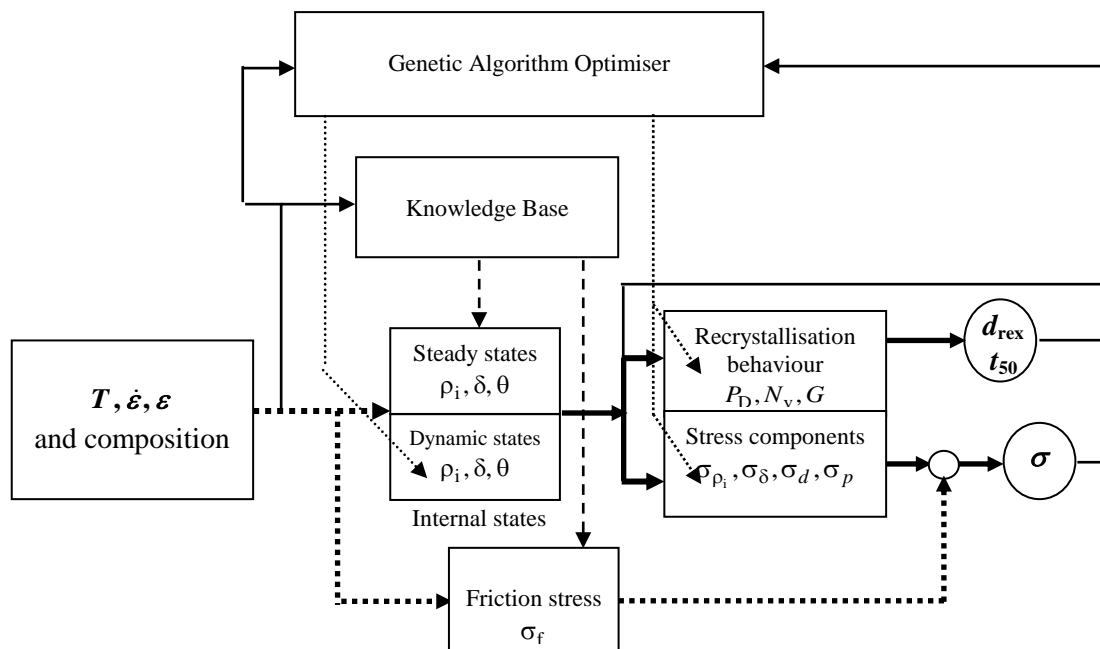 Genetic Algorithm Optimiser
Knowledge Base
T, ε̇, ε
and composition
Steady states
ρi, δ, θ
Dynamic states
ρi, δ, θ
Internal states
Recrystallisation
behaviour
PD, Nv, G
Stress components
σρi, σδ, σd, σp
drex
t50
σ
Friction stress
σf